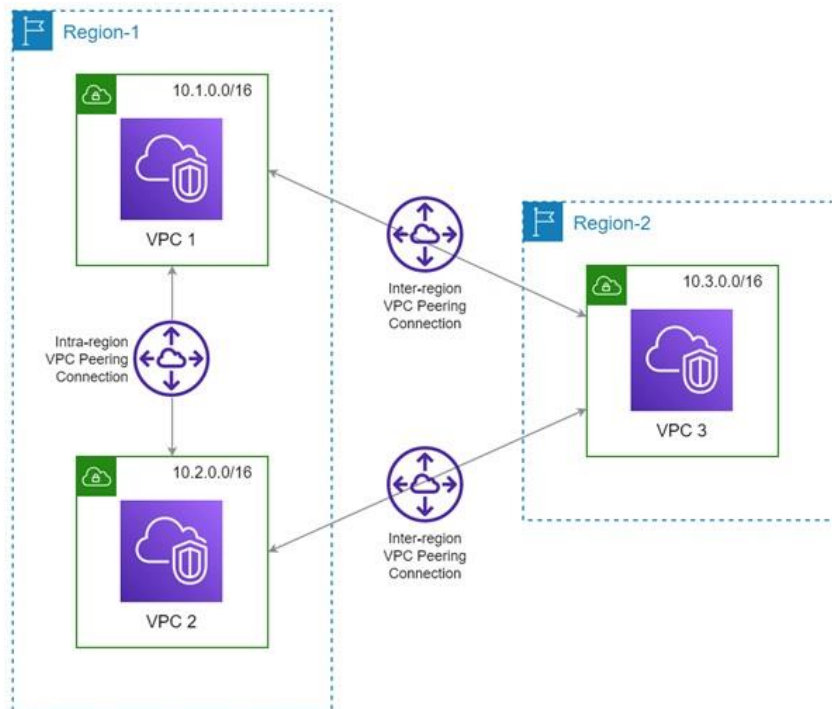 Region-1
10.1.0.0/16
VPC 1
Inter-region
VPC Peering
Connection
Region-2
10.3.0.0/16
VPC 3
Intra-region
VPC Peering
Connection
10.2.0.0/16
VPC 2
Inter-region
VPC Peering
Connection